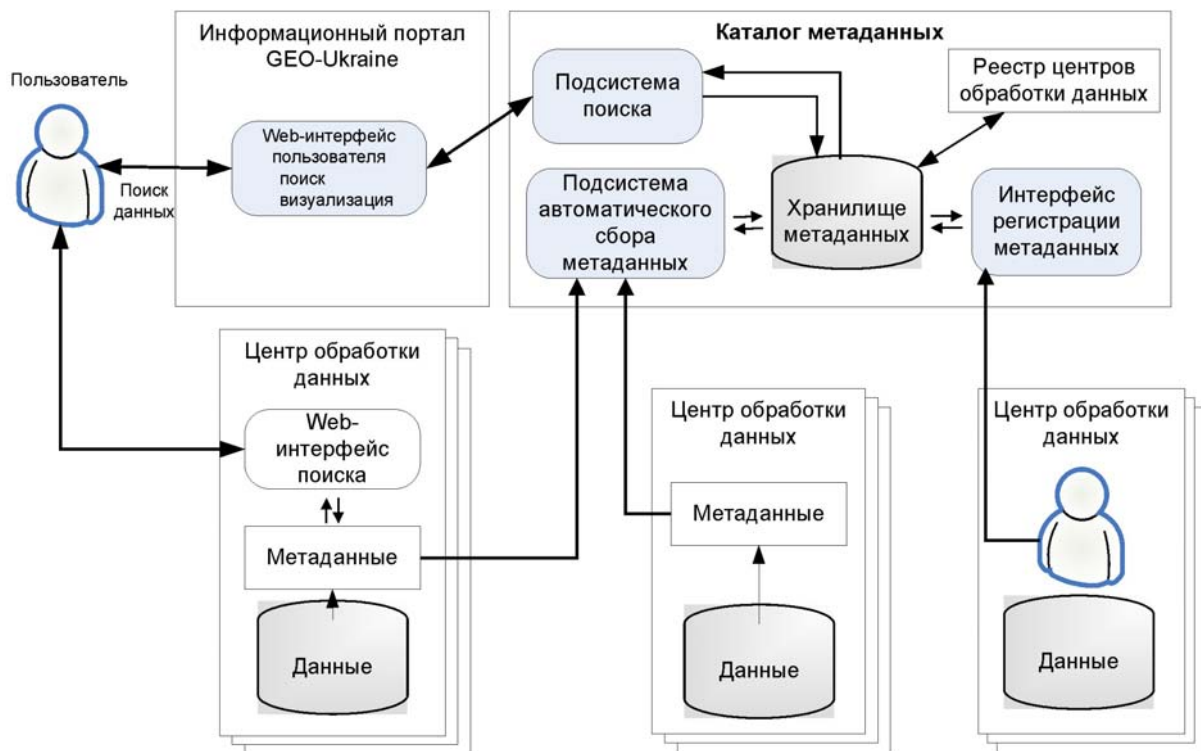 Пользователь
Поиск
данных
Информационный портал
GEO-Ukraine
Web-интерфейс
пользователя
поиск
визуализация
Каталог метаданных
Подсистема
поиска
Реестр центров
обработки данных
Подсистема
автоматического
сбора
метаданных
Хранилище
метаданных
Интерфейс
регистрации
метаданных
Центр обработки
данных
Web-
интерфейс
поиска
Метаданные
Данные
Центр обработки
данных
Метаданные
Данные
Центр обработки
данных
Данные